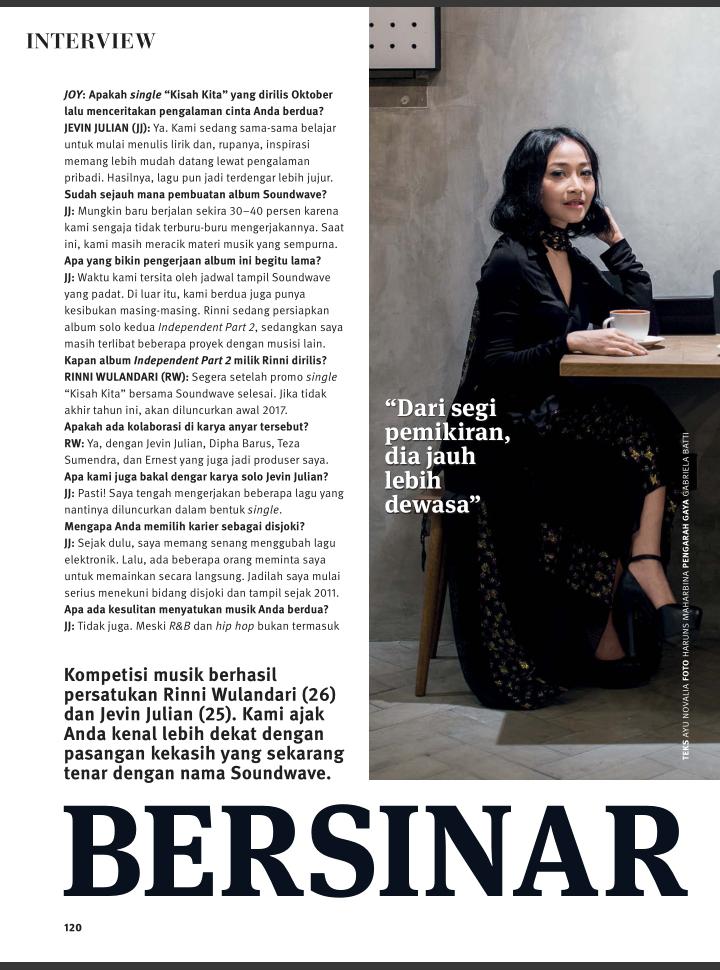 INTERVIEW
JOY: Apakah single “Kisah Kita” yang dirilis Oktober
lalu menceritakan pengalaman cinta Anda berdua?
JEVIN JULIAN (JJ): Ya. Kami sedang sama-sama belajar
untuk mulai menulis lirik dan, rupanya, inspirasi
memang lebih mudah datang lewat pengalaman
pribadi. Hasilnya, lagu pun jadi terdengar lebih jujur.
Sudah sejauh mana pembuatan album Soundwave?
JJ: Mungkin baru berjalan sekira 30–40 persen karena
kami sengaja tidak terburu-buru mengerjakannya. Saat
ini, kami masih meracik materi musik yang sempurna.
Apa yang bikin pengerjaan album ini begitu lama?
JJ: Waktu kami tersita oleh jadwal tampil Soundwave
yang padat. Di luar itu, kami berdua juga punya
kesibukan masing-masing. Rinni sedang persiapkan
album solo kedua Independent Part 2, sedangkan saya
masih terlibat beberapa proyek dengan musisi lain.
Kapan album Independent Part 2 milik Rinni dirilis?
RINNI WULANDARI (RW): Segera setelah promo single
“Kisah Kita” bersama Soundwave selesai. Jika tidak
akhir tahun ini, akan diluncurkan awal 2017.
Apakah ada kolaborasi di karya anyar tersebut?
RW: Ya, dengan Jevin Julian, Dipha Barus, Teza
Sumendra, dan Ernest yang juga jadi produser saya.
Apa kami juga bakal dengar karya solo Jevin Julian?
JJ: Pasti! Saya tengah mengerjakan beberapa lagu yang
nantinya diluncurkan dalam bentuk single.
Mengapa Anda memilih karier sebagai disjoki?
JJ: Sejak dulu, saya memang senang menggubah lagu
elektronik. Lalu, ada beberapa orang meminta saya
untuk memainkan secara langsung. Jadilah saya mulai
serius menekuni bidang disjoki dan tampil sejak 2011.
Apa ada kesulitan menyatukan musik Anda berdua?
JJ: Tidak juga. Meski R&B dan hip hop bukan termasuk
“Dari segi
pemikiran,
dia jauh
lebih
dewasa”
TEKS AYU NOVALIA FOTO HARUNS MAHARBINA PENGARAH GAYA GABRIELA BATTI
Kompetisi musik berhasil
persatukan Rinni Wulandari (26)
dan Jevin Julian (25). Kami ajak
Anda kenal lebih dekat dengan
pasangan kekasih yang sekarang
tenar dengan nama Soundwave.
BERSINAR
120